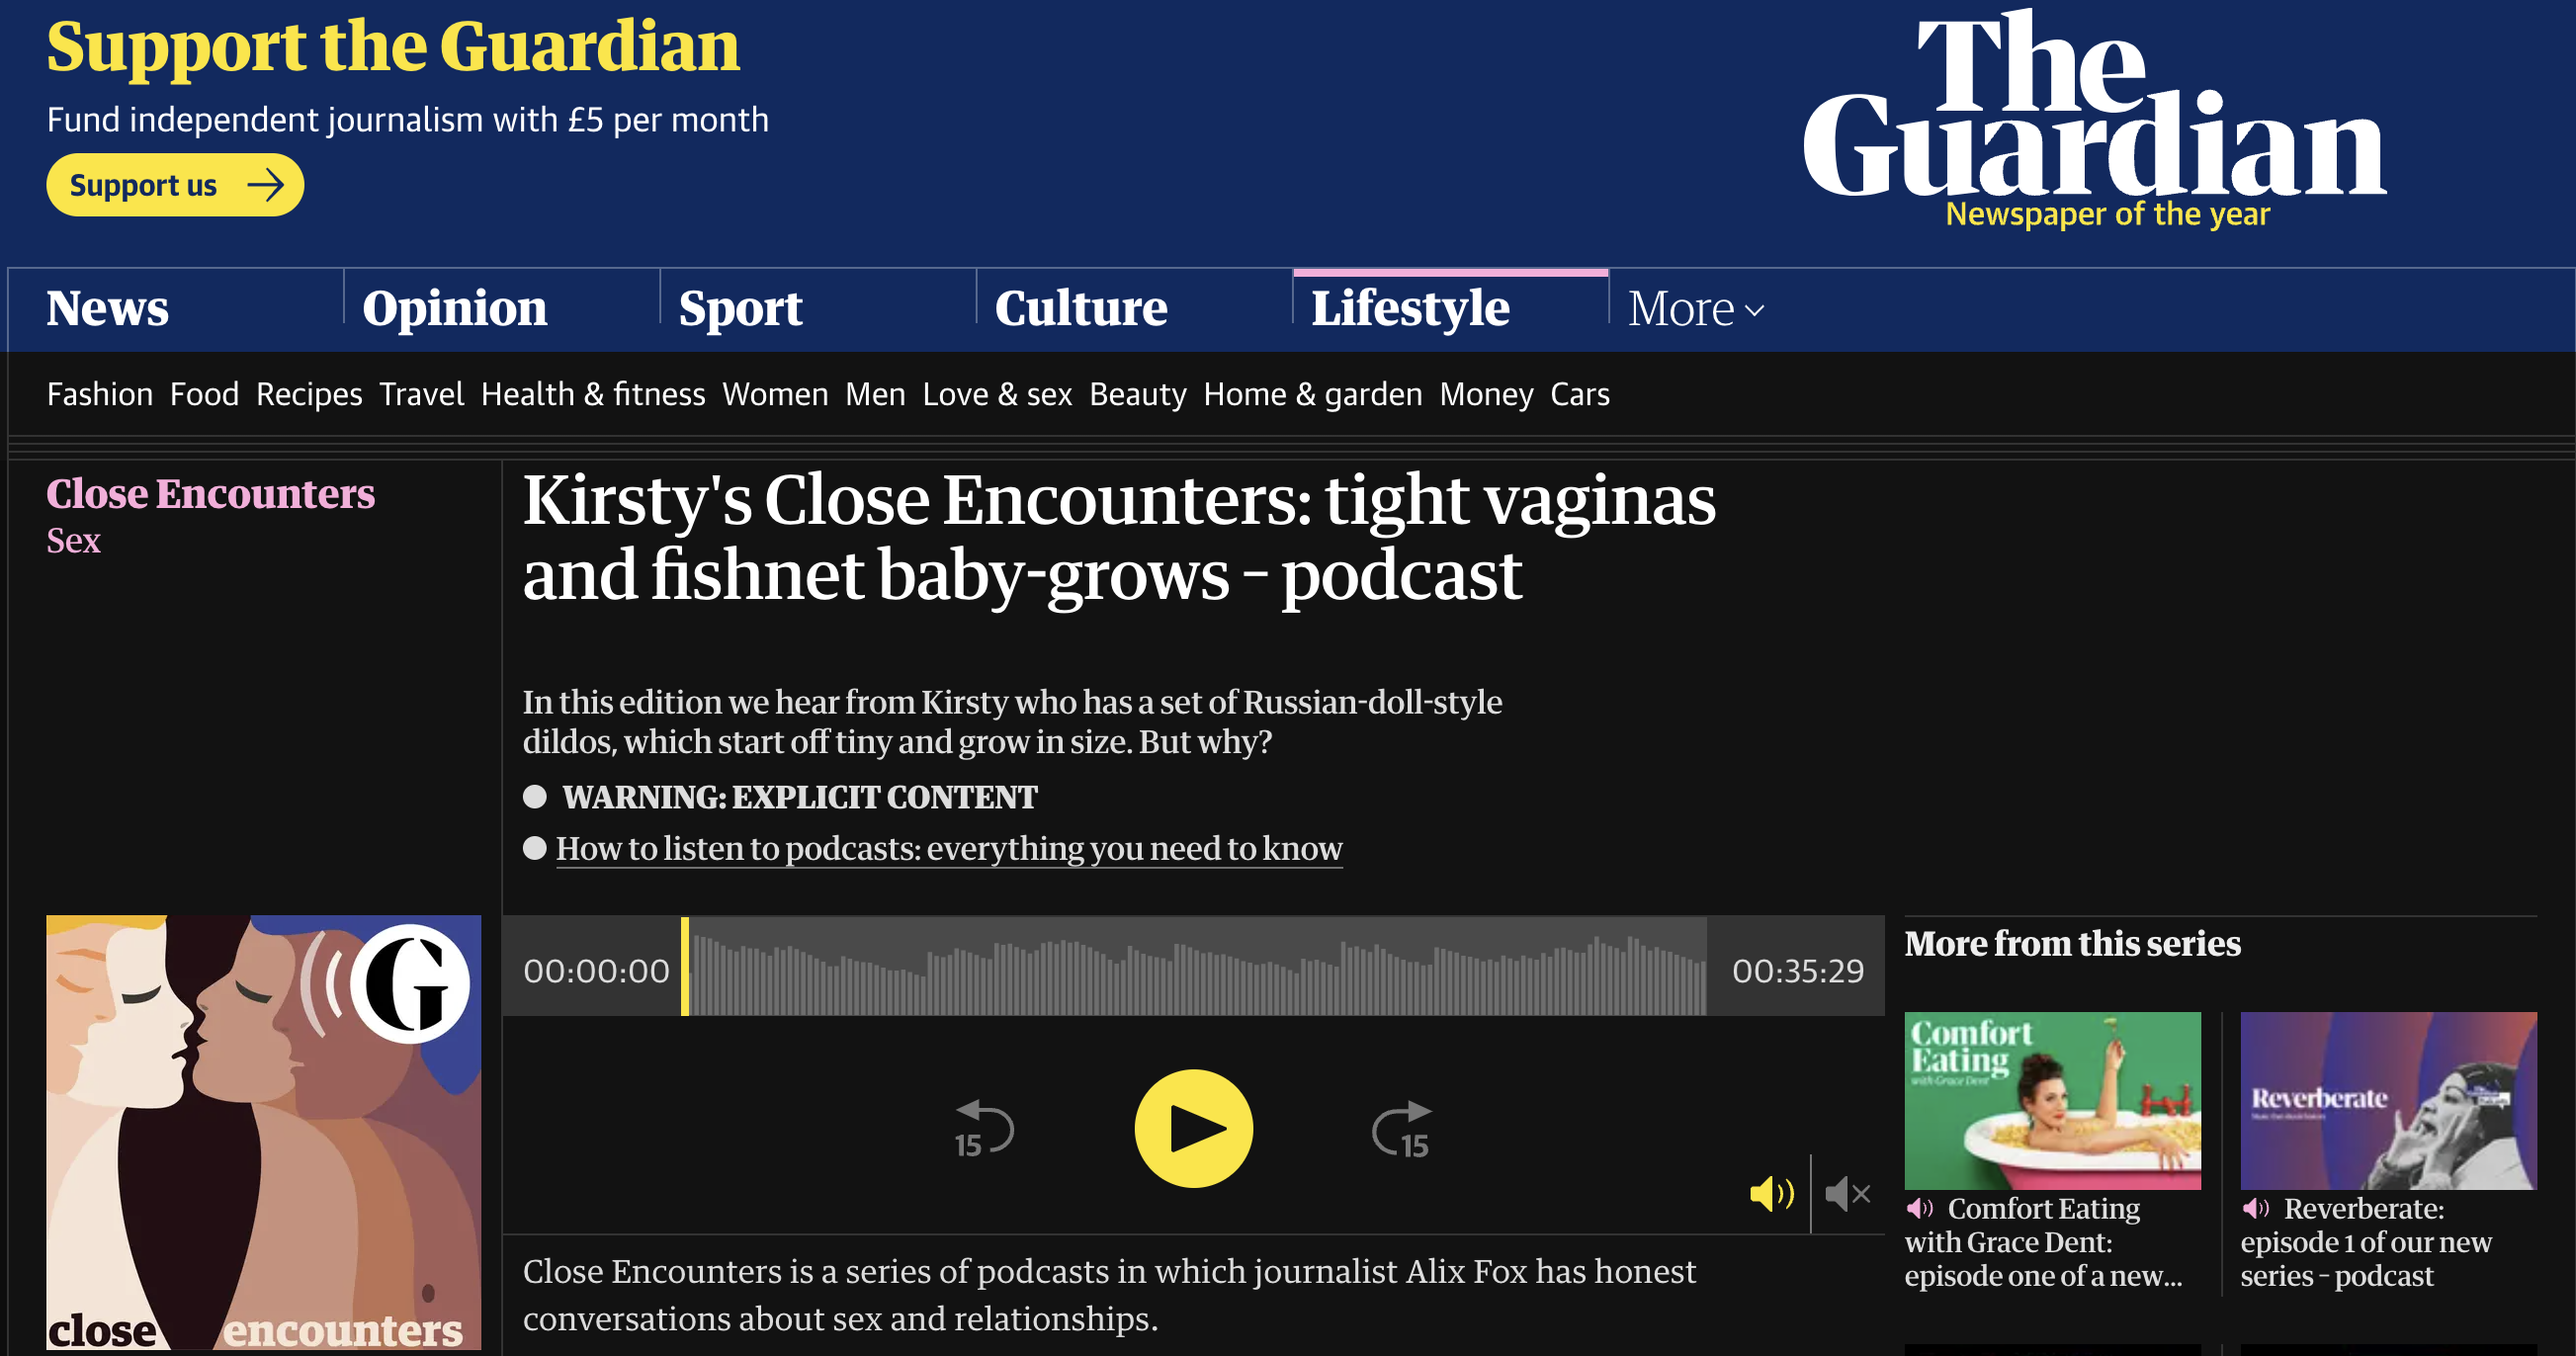 Support the Guardian
Fund independent journalism with £5 per month
Support us
The
Guardian
Newspaper of the year
News
Opinion
Sport
Culture
Lifestyle
More
Fashion Food Recipes Travel Health & fitness Women Men Love & sex Beauty Home & garden Money Cars
Close Encounters
Sex
Kirsty's Close Encounters: tight vaginas
and fishnet baby-grows – podcast
In this edition we hear from Kirsty who has a set of Russian-doll-style
dildos, which start off tiny and grow in size. But why?
● WARNING: EXPLICIT CONTENT
● How to listen to podcasts: everything you need to know
G
close encounters
00:00:00
00:35:29
15
15
Close Encounters is a series of podcasts in which journalist Alix Fox has honest
conversations about sex and relationships.
More from this series
Comfort
Eating
with Grace Dent
Comfort Eating
with Grace Dent:
episode one of a new...
Reverberate
Reverberate:
episode 1 of our new
series – podcast